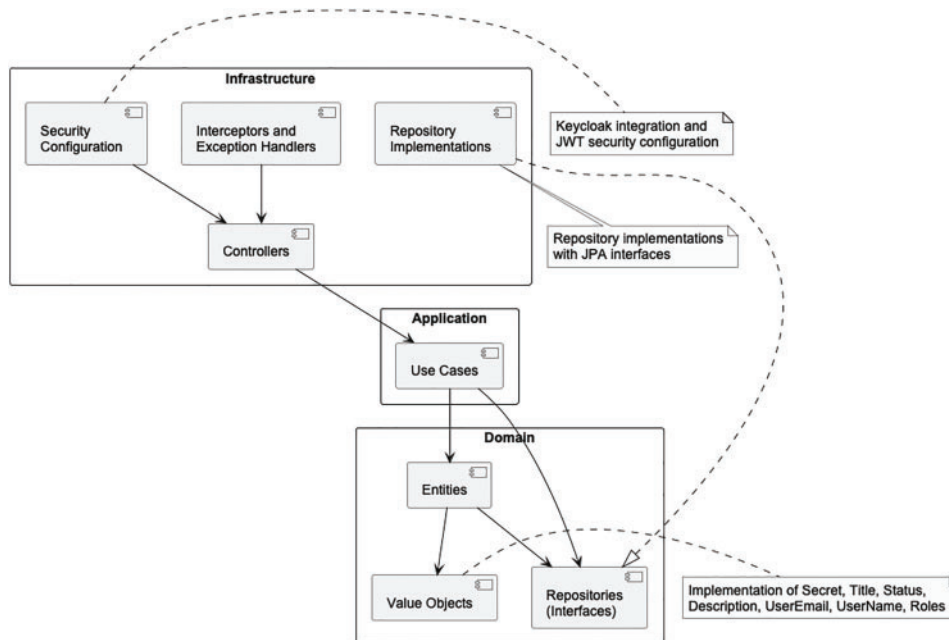 Infrastructure
Security
Configuration
Interceptors and
Exception Handlers
Repository
Implementations
Keycloak integration and
JWT security configuration
Controllers
Repository implementations
with JPA interfaces
Application
Use Cases
Domain
Entities
Value Objects
Repositories
(Interfaces)
Implementation of Secret, Title, Status,
Description, UserEmail, UserName, Roles